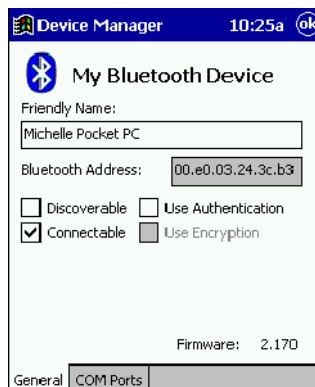 Device Manager 10:25a ok
My Bluetooth Device
Friendly Name:
Michelle Pocket PC
Bluetooth Address: 00.e0.03.24.3c.b3
Discoverable Use Authentication
Connectable Use Encryption
Firmware: 2.170
General COM Ports